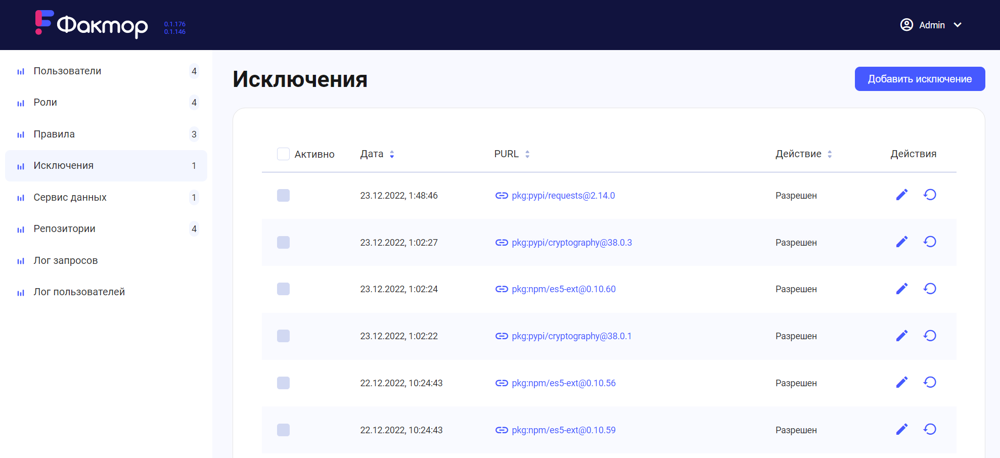 Фактор
0.1.176
0.1.146
Admin
Пользователи 4
Роли 4
Правила 3
Исключения 1
Сервис данных 1
Репозитории 4
Лог запросов
Лог пользователей
Исключения
Добавить исключение
Активно Дата PURL Действие Действия
23.12.2022, 1:48:46 pkg:pypi/requests@2.14.0 Разрешен
23.12.2022, 1:02:27 pkg:pypi/cryptography@38.0.3 Разрешен
23.12.2022, 1:02:24 pkg:npm/es5-ext@0.10.60 Разрешен
23.12.2022, 1:02:22 pkg:pypi/cryptography@38.0.1 Разрешен
22.12.2022, 10:24:43 pkg:npm/es5-ext@0.10.56 Разрешен
22.12.2022, 10:24:43 pkg:npm/es5-ext@0.10.59 Разрешен